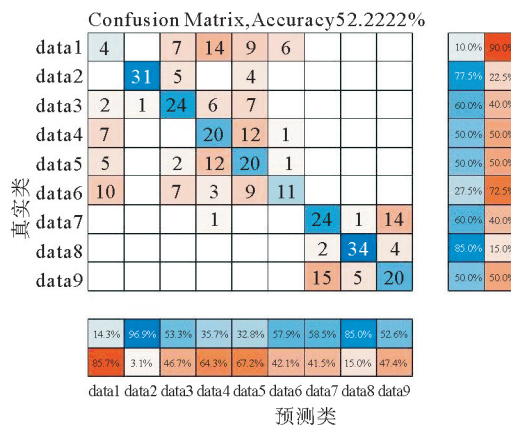 Confusion Matrix,Accuracy52.2222%
data1 4 7 14 9 6 10.0% 90.0%
data2 31 5 4 77.5% 22.5%
data3 2 1 24 6 7 60.0% 40.0%
data4 7 20 12 1 50.0% 50.0%
data5 5 2 12 20 1 50.0% 50.0%
data6 10 7 3 9 11 27.5% 72.5%
data7 1 24 1 14 60.0% 40.0%
data8 2 34 4 85.0% 15.0%
data9 15 5 20 50.0% 50.0%
真实类
14.3% 96.9% 53.3% 35.7% 32.8% 57.9% 58.5% 85.0% 52.6%
85.7% 3.1% 46.7% 64.3% 67.2% 42.1% 41.5% 15.0% 47.4%
data1 data2 data3 data4 data5 data6 data7 data8 data9
预测类